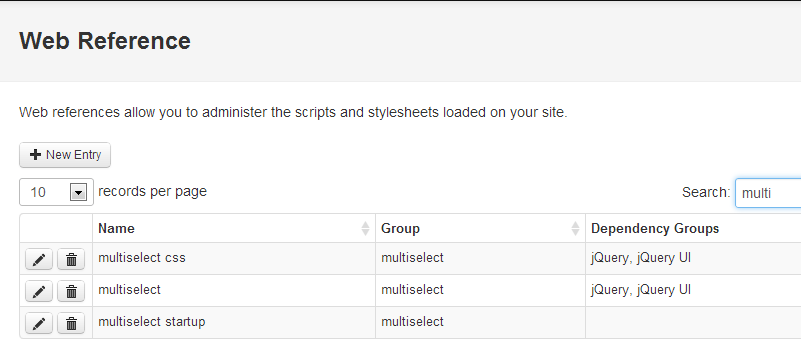 Web Reference
Web references allow you to administer the scripts and stylesheets loaded on your site.
New Entry
10 records per page Search: multi
Name Group Dependency Groups
multiselect css multiselect jQuery, jQuery UI
multiselect multiselect jQuery, jQuery UI
multiselect startup multiselect